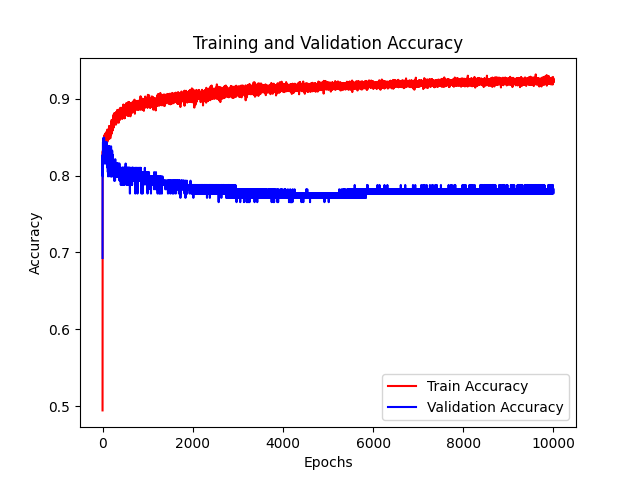 Training and Validation Accuracy
Accuracy
0.9
0.8
0.7
0.6
0.5
0
2000
4000
6000
8000
10000
Epochs
Train Accuracy
Validation Accuracy